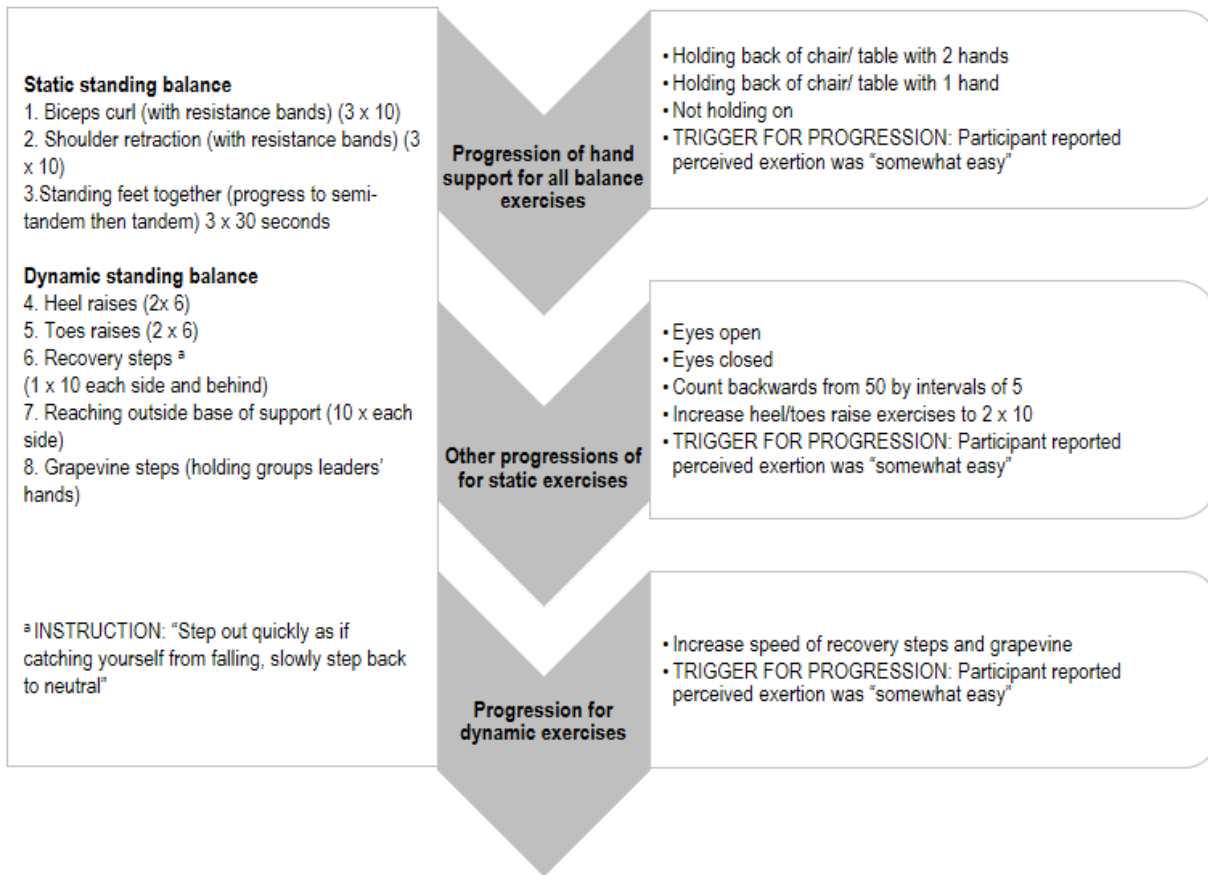 Static standing balance
1. Biceps curl (with resistance bands) (3 x 10)
2. Shoulder retraction (with resistance bands) (3
x 10)
3.Standing feet together (progress to semi-
tandem then tandem) 3 x 30 seconds
Dynamic standing balance
4. Heel raises (2x 6)
5. Toes raises (2 x 6)
6. Recovery steps ª
(1 x 10 each side and behind)
7. Reaching outside base of support (10 x each
side)
8. Grapevine steps (holding groups leaders'
hands)
ª INSTRUCTION: “Step out quickly as if
catching yourself from falling, slowly step back
to neutral”
Progression of hand
support for all balance
exercises
• Holding back of chair/ table with 2 hands
• Holding back of chair/ table with 1 hand
• Not holding on
• TRIGGER FOR PROGRESSION: Participant reported
perceived exertion was “somewhat easy”
Other progressions of
for static exercises
• Eyes open
• Eyes closed
• Count backwards from 50 by intervals of 5
• Increase heel/toes raise exercises to 2 x 10
• TRIGGER FOR PROGRESSION: Participant reported
perceived exertion was “somewhat easy”
Progression for
dynamic exercises
• Increase speed of recovery steps and grapevine
• TRIGGER FOR PROGRESSION: Participant reported
perceived exertion was “somewhat easy”